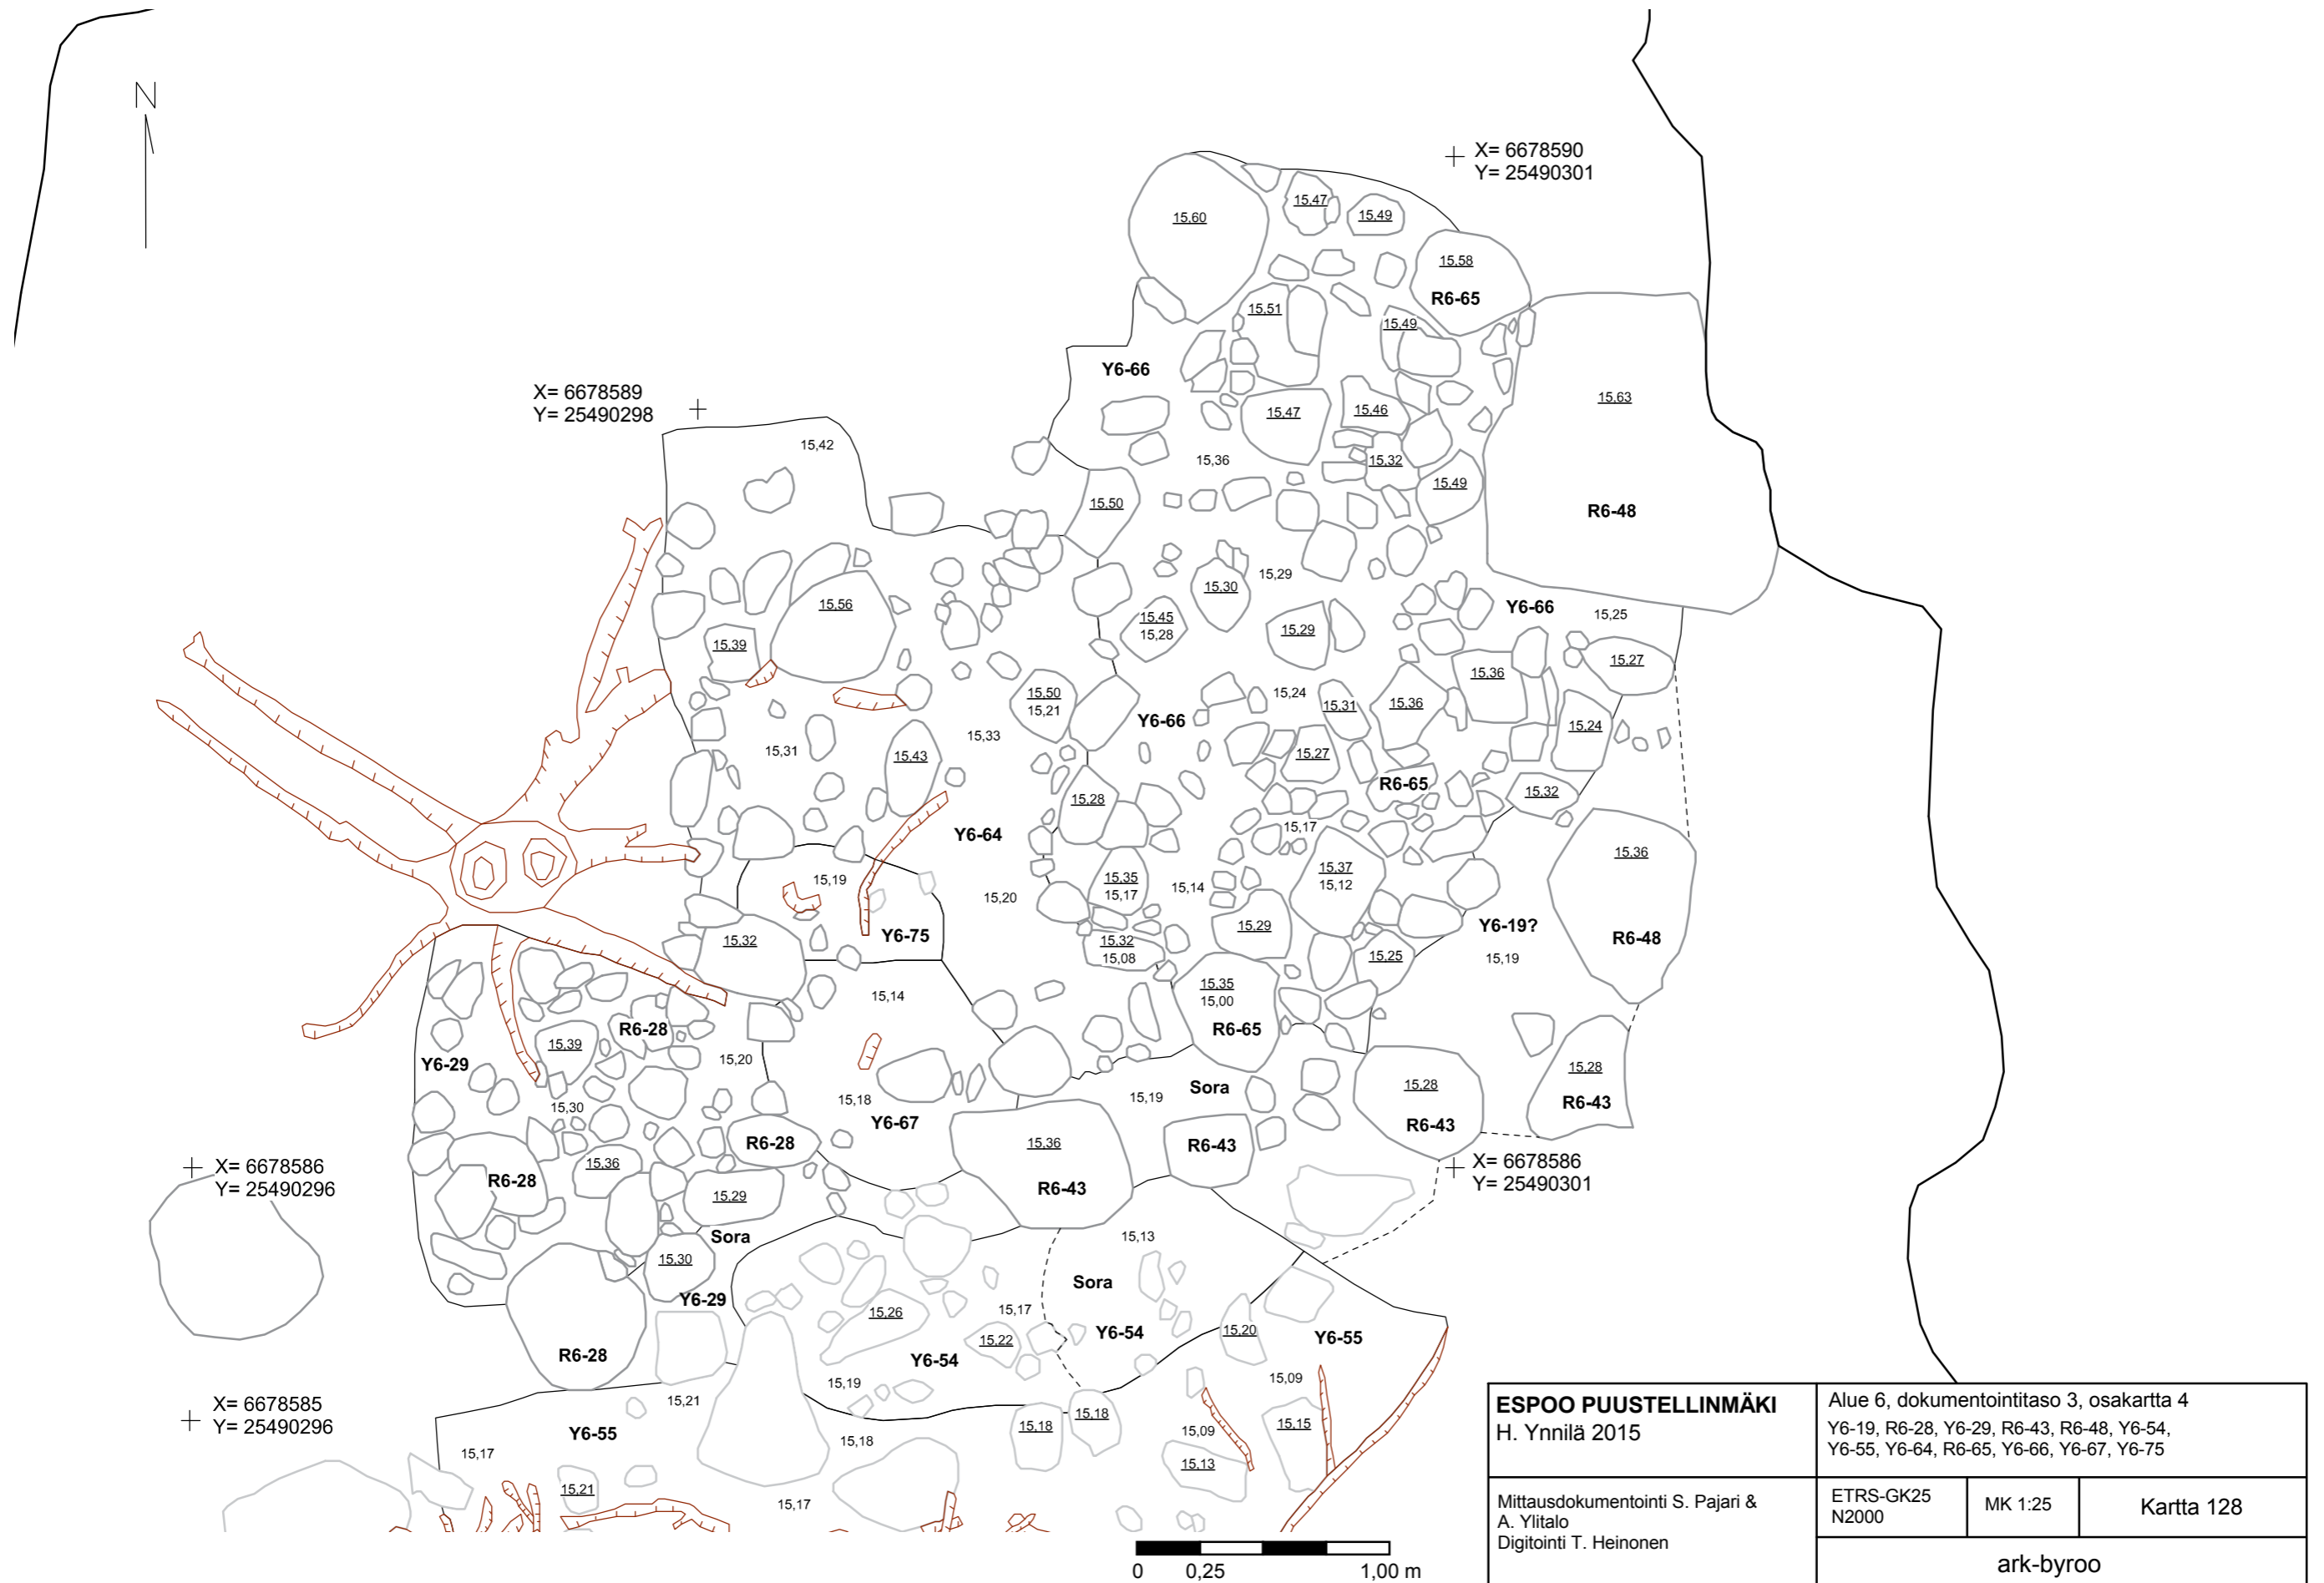 N
X= 6678590
Y= 25490301
15,47
15,60
15,49
15,58
R6-65
15,51
15,49
Y6-66
X= 6678589
Y= 25490298
15,63
15,47
15,46
15,42
15,36
15,32
15,49
15,50
R6-48
15,29
15,30
15,56
Y6-66
15,25
15,45
15,28
15,29
15,39
15,27
15,36
15,50
15,21
15,24
15,31
15,36
Y6-66
15,24
15,33
15,31
15,43
15,27
R6-65
15,28
15,32
15,17
Y6-64
15,36
15,37
15,12
15,19
15,35
15,17
15,14
15,20
Y6-75
15,29
Y6-19?
15,32
15,32
15,08
R6-48
15,25
15,19
15,35
15,00
15,14
R6-28
R6-65
15,39
15,20
Y6-29
15,28
R6-43
15,28
R6-43
Sora
15,19
15,18
15,30
Y6-67
R6-28
15,36
R6-43
X= 6678586
Y= 25490296
15,36
X= 6678586
Y= 25490301
R6-28
R6-43
15,29
Sora
15,13
15,30
Sora
Y6-29
15,26
15,17
15,22
Y6-54
15,20
Y6-55
R6-28
Y6-54
15,19
15,09
X= 6678585
Y= 25490296
15,21
15,18
15,18
15,15
Y6-55
15,18
15,09
15,17
15,13
15,21
15,17
0 0,25 1,00 m
ESPOO PUUSTELLINMÄKI
H. Ynnilä 2015
Alue 6, dokumentointitaso 3, osakartta 4
Y6-19, R6-28, Y6-29, R6-43, R6-48, Y6-54,
Y6-55, Y6-64, R6-65, Y6-66, Y6-67, Y6-75
Mittausdokumentointi S. Pajari &
A. Ylitalo
Digitointi T. Heinonen
ETRS-GK25
N2000
MK 1:25
Kartta 128
ark-byroo